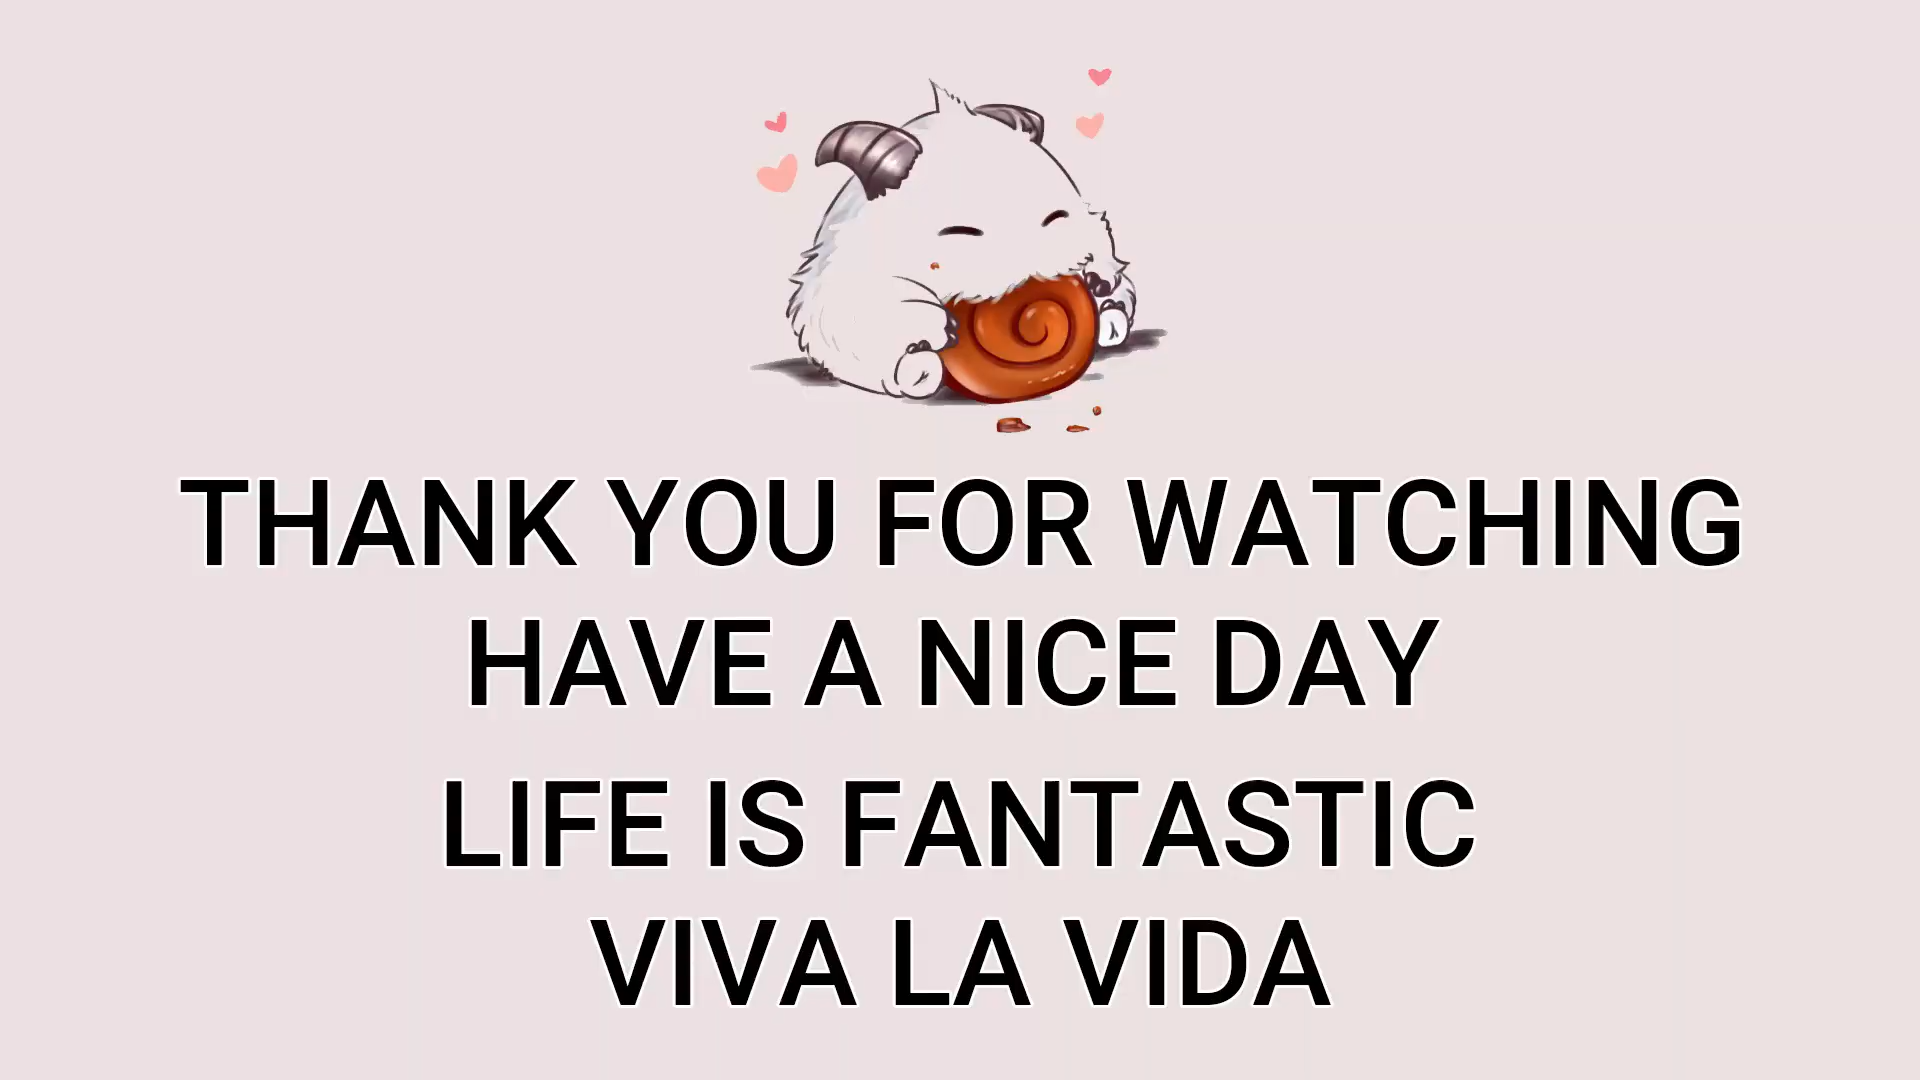 THANK YOU FOR WATCHING
HAVE A NICE DAY
LIFE IS FANTASTIC
VIVA LA VIDA